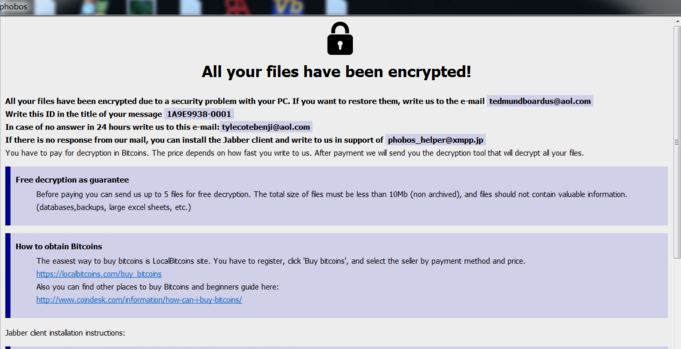 phobos
All your files have been encrypted!
All your files have been encrypted due to a security problem with your PC. If you want to restore them, write us to the e-mail tedmundboardus@aol.com
Write this ID in the title of your message 1A9E9938-0001
In case of no answer in 24 hours write us to this e-mail: tylecotebenji@aol.com
If there is no response from our mail, you can install the Jabber client and write to us in support of phobos_helper@xmpp.jp
You have to pay for decryption in Bitcoins. The price depends on how fast you write to us. After payment we will send you the decryption tool that will decrypt all your files.
Free decryption as guarantee
Before paying you can send us up to 5 files for free decryption. The total size of files must be less than 10Mb (non archived), and files should not contain valuable information.
(databases,backups, large excel sheets, etc.)
How to obtain Bitcoins
The easiest way to buy bitcoins is LocalBitcoins site. You have to register, click 'Buy bitcoins', and select the seller by payment method and price.
https://localbitcoins.com/buy_bitcoins
Also you can find other places to buy Bitcoins and beginners guide here:
http://www.coindesk.com/information/how-can-i-buy-bitcoins/
Jabber client installation instructions: